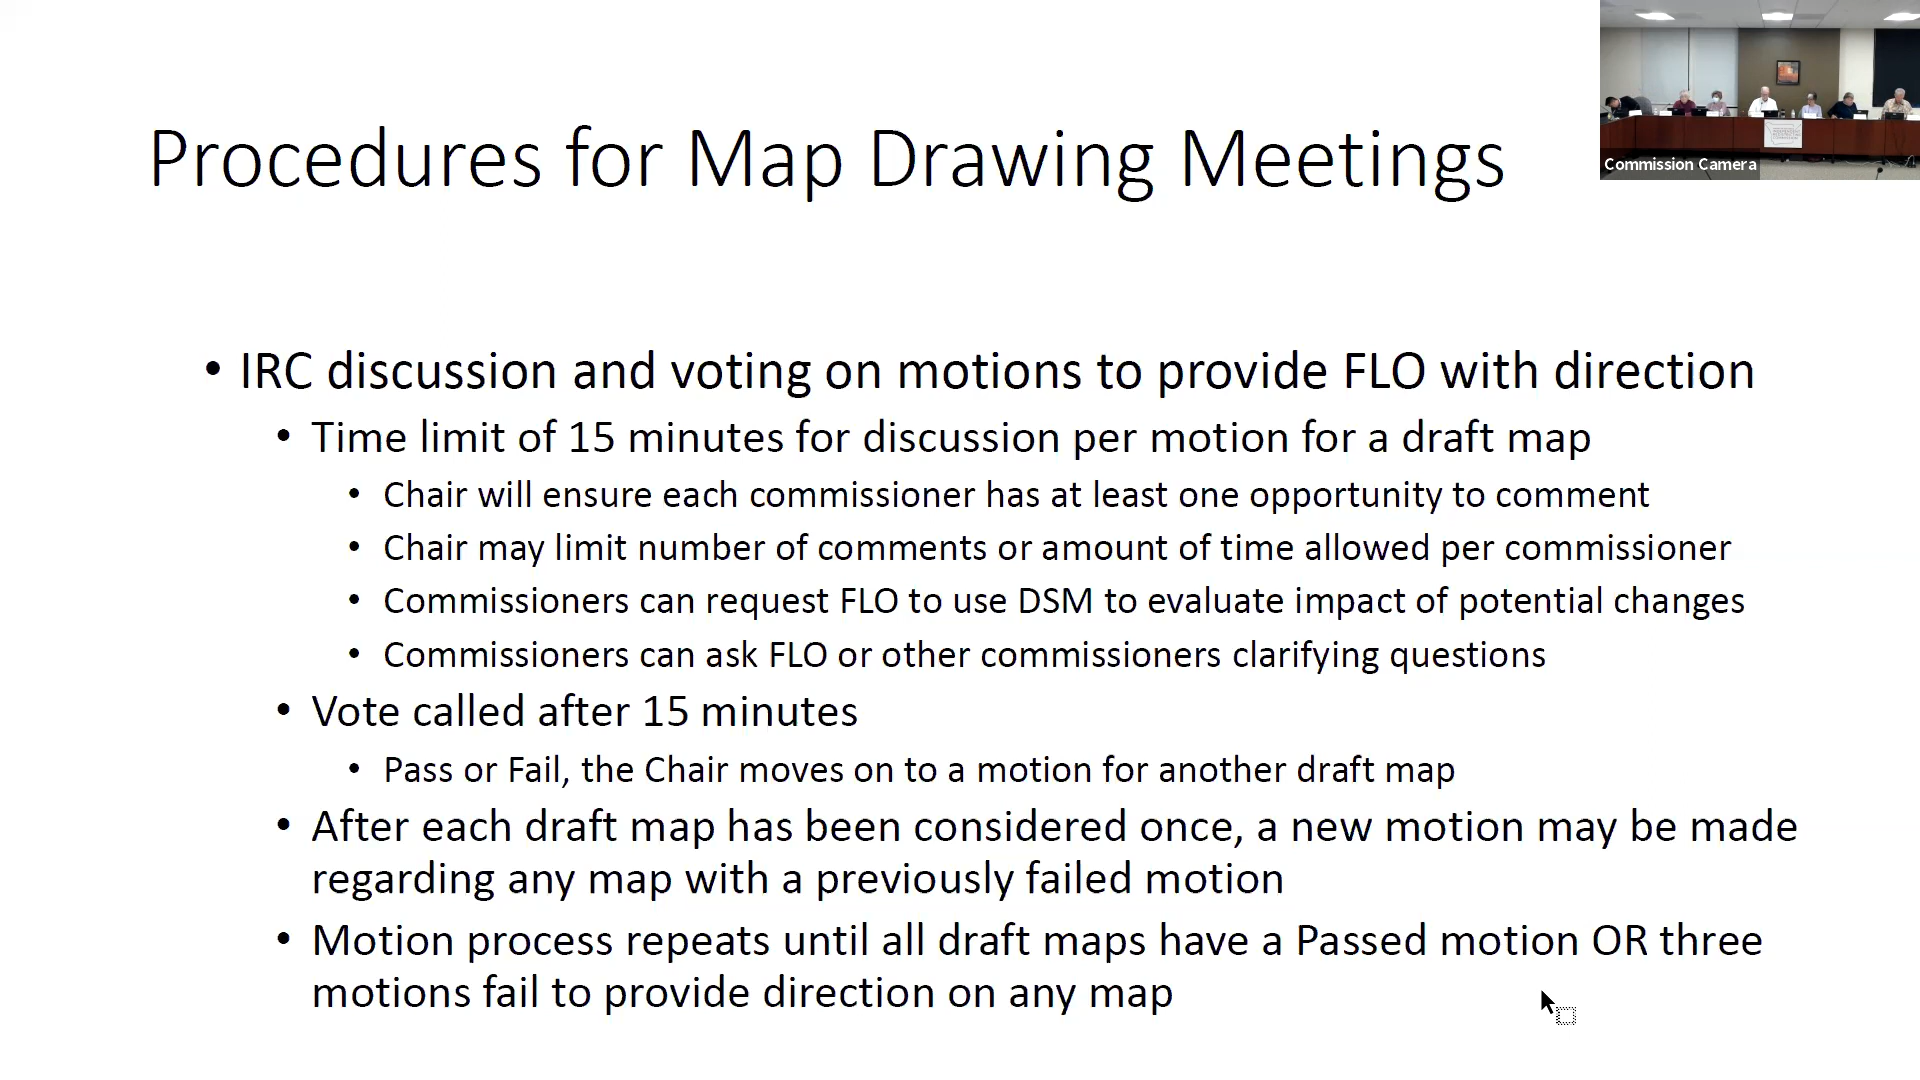 Procedures for Map Drawing Meetings
Commission Camera
• IRC discussion and voting on motions to provide FLO with direction
• Time limit of 15 minutes for discussion per motion for a draft map
• Chair will ensure each commissioner has at least one opportunity to comment
• Chair may limit number of comments or amount of time allowed per commissioner
• Commissioners can request FLO to use DSM to evaluate impact of potential changes
• Commissioners can ask FLO or other commissioners clarifying questions
• Vote called after 15 minutes
• Pass or Fail, the Chair moves on to a motion for another draft map
• After each draft map has been considered once, a new motion may be made
regarding any map with a previously failed motion
• Motion process repeats until all draft maps have a Passed motion OR three
motions fail to provide direction on any map